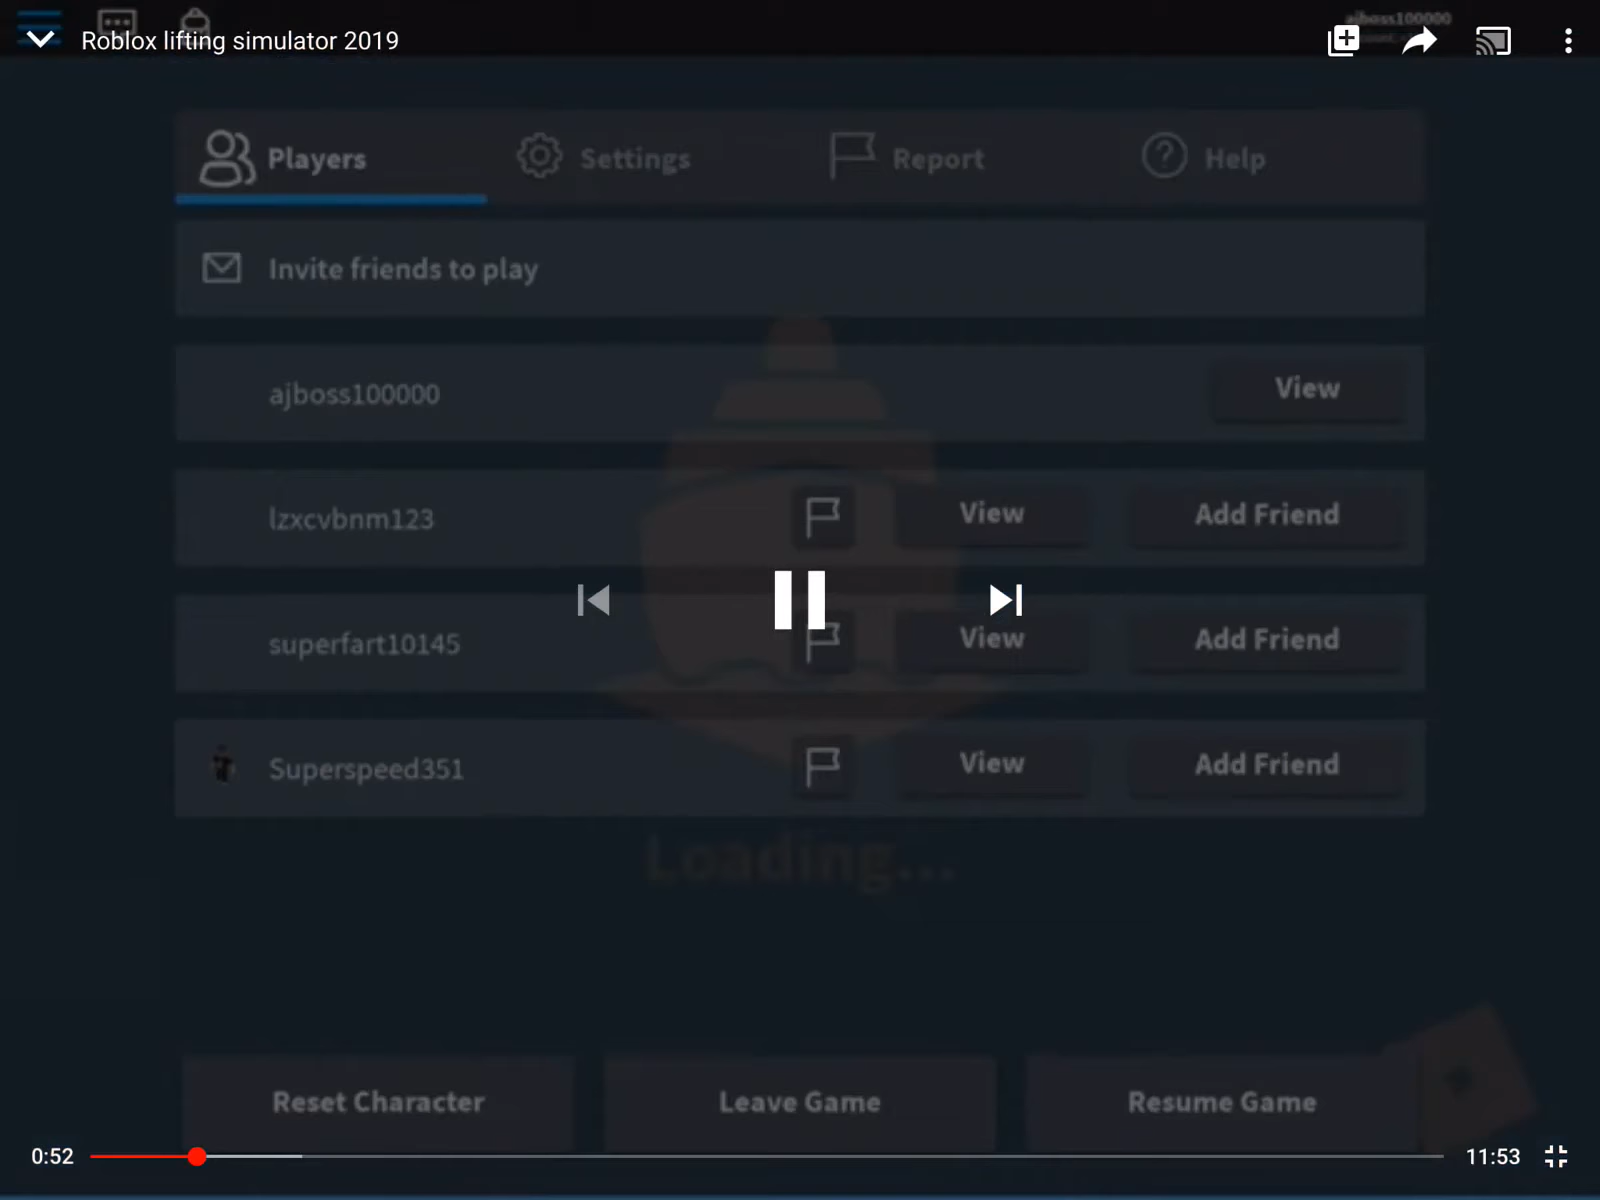 ajboss100000
Roblox lifting simulator 2019
Players
Settings
Report
Help
Invite friends to play
ajboss100000
View
lzxcvbnm123
View
Add Friend
superfart10145
View
Add Friend
Superspeed351
View
Add Friend
Loading...
Reset Character
Leave Game
Resume Game
0:52
11:53